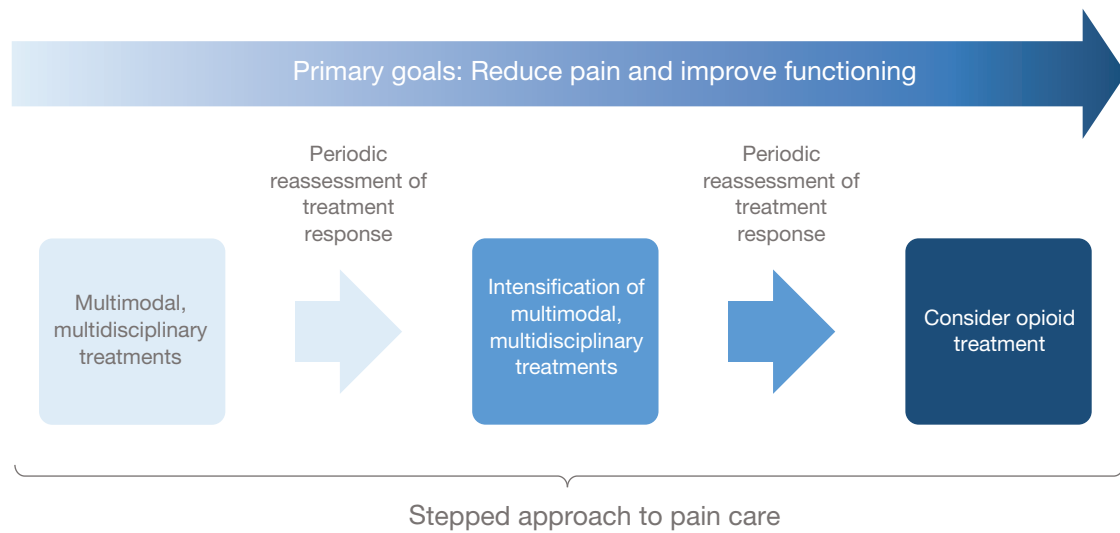 Primary goals: Reduce pain and improve functioning
Periodic
reassessment of
treatment
response
Periodic
reassessment of
treatment
response
Multimodal,
multidisciplinary
treatments
Intensification of
multimodal,
multidisciplinary
treatments
Consider opioid
treatment
Stepped approach to pain care